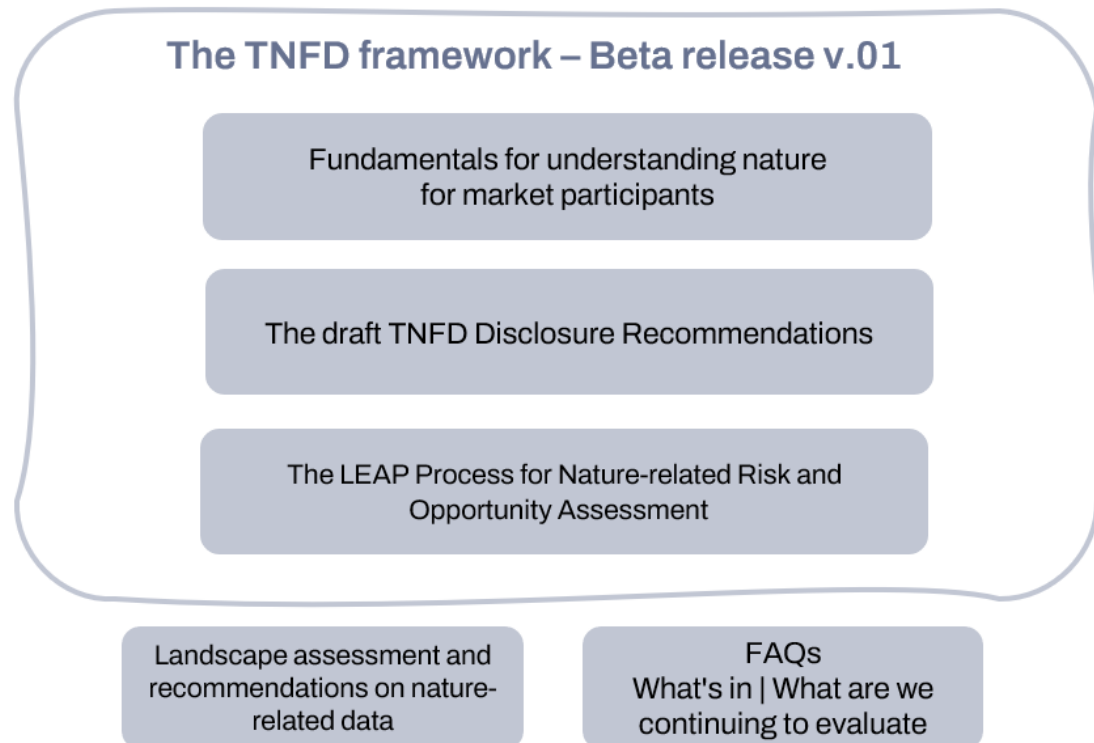 The TNFD framework – Beta release v.01
Fundamentals for understanding nature
for market participants
The draft TNFD Disclosure Recommendations
The LEAP Process for Nature-related Risk and
Opportunity Assessment
Landscape assessment and
recommendations on nature-
related data
FAQs
What's in | What are we
continuing to evaluate